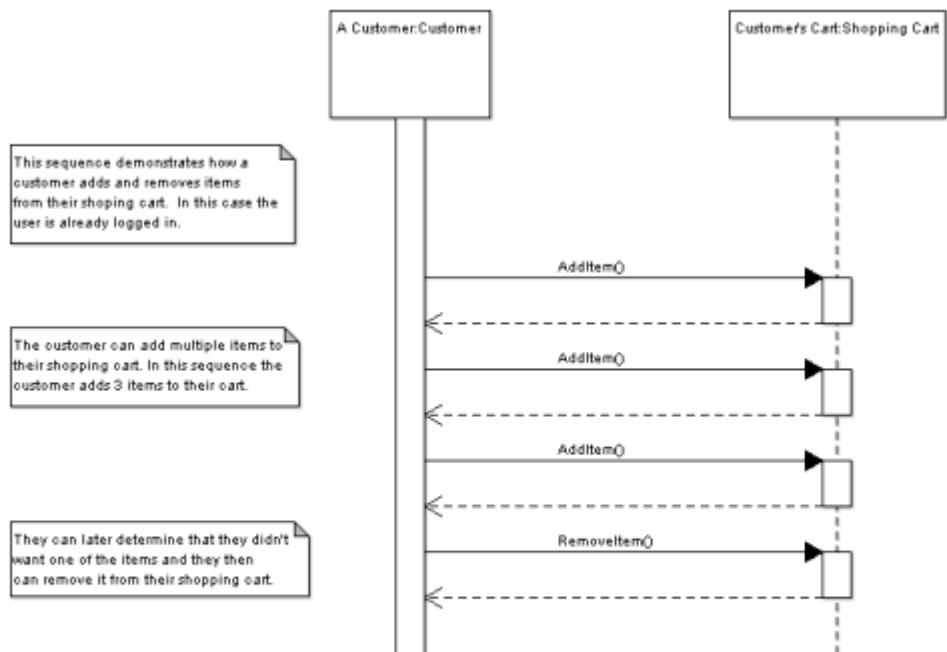 A Customer:Customer
Customer's Cart:Shopping Cart
This sequence demonstrates how a
customer adds and removes items
from their shoping cart. In this case the
user is already logged in.
AddItem()
The customer can add multiple items to
their shopping cart. In this sequence the
customer adds 3 items to their cart.
AddItem()
AddItem()
They can later determine that they didn't
want one of the items and they then
can remove it from their shopping cart.
RemoveItem()